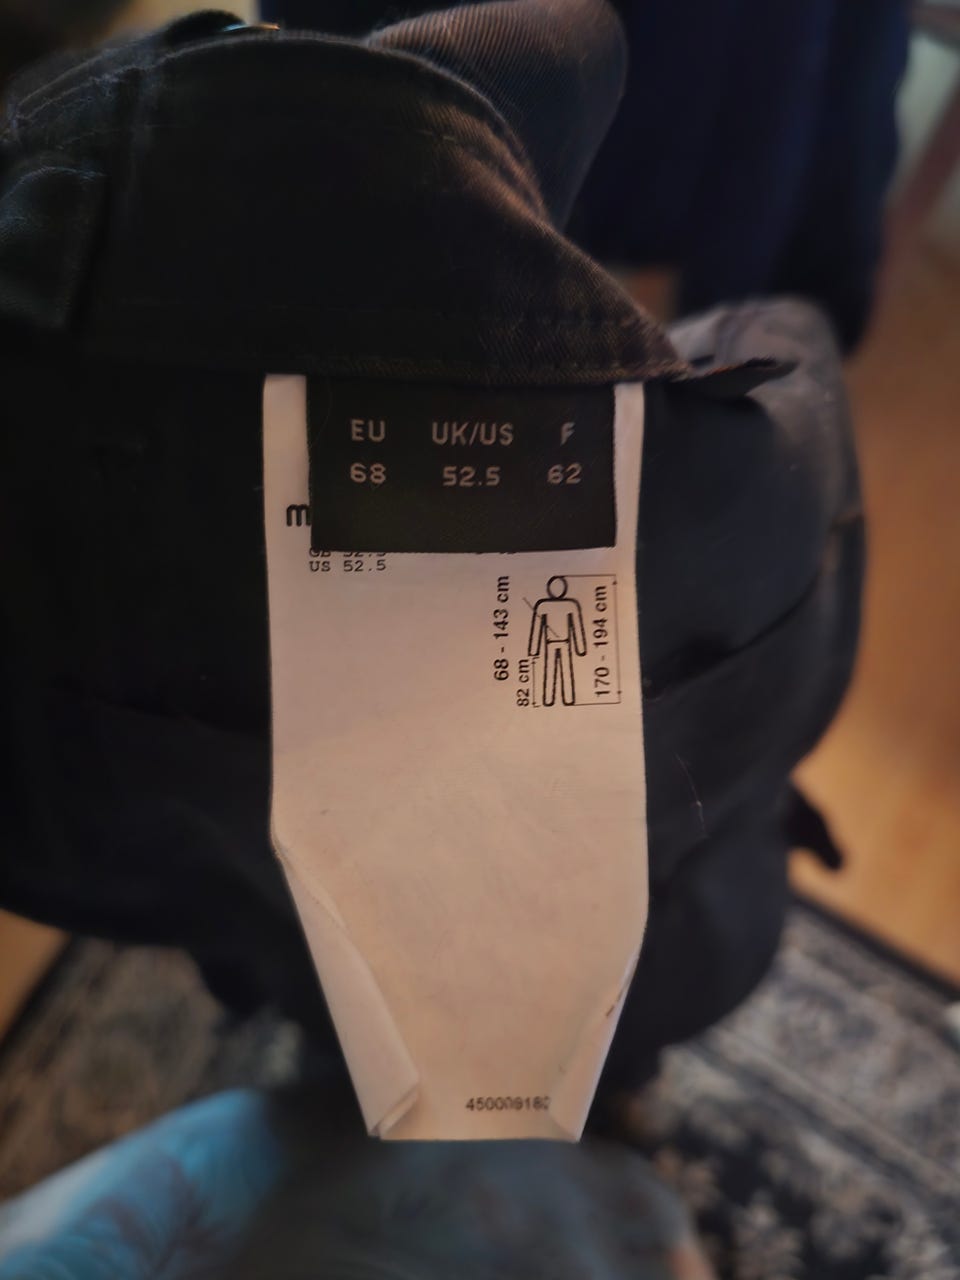 EU UK/US F
68 52.5 62
m
US 52.5
68 - 143 cm
82 cm
170 - 194 cm